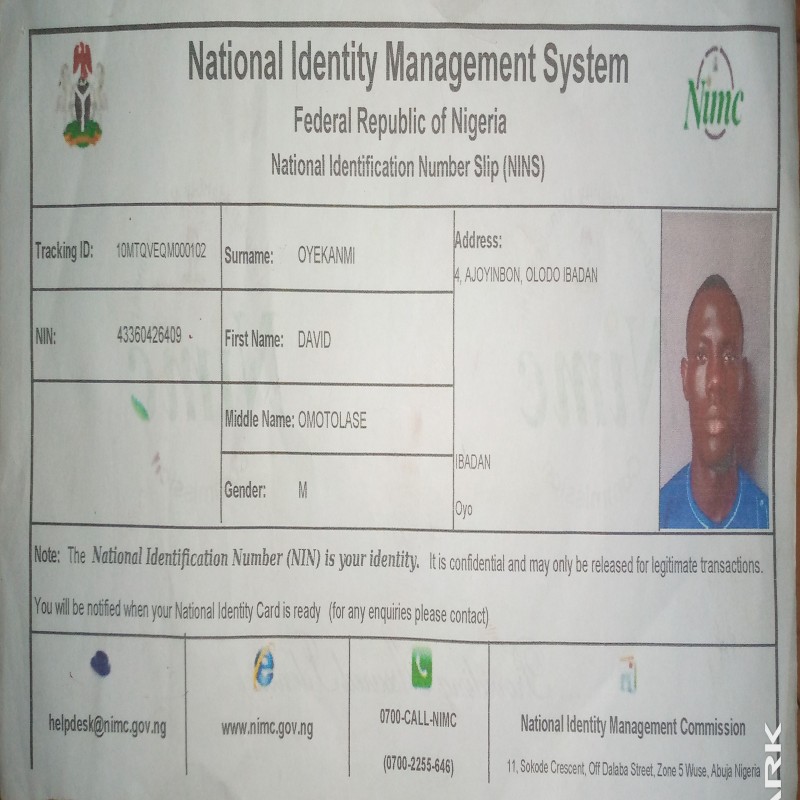 National Identity Management System
Federal Republic of Nigeria
National Identification Number Slip (NINS)
Nimc
Tracking ID: 10MTQVEQM000102
Surname: OYEKANMI
Address:
4, AJOYINBON, OLODO IBADAN
NIN: 43360426409
First Name: DAVID
Middle Name: OMOTOLASE
IBADAN
Gender: M
Oyo
Note: The National Identification Number (NIN) is your identity. It is confidential and may only be released for legitimate transactions.
You will be notified when your National Identity Card is ready (for any enquiries please contact)
helpdesk@nimc.gov.ng
www.nimc.gov.ng
0700-CALL-NIMC
(0700-2255-646)
National Identity Management Commission
11, Sokode Crescent, Off Dalaba Street, Zone 5 Wuse, Abuja Nigeria
ARK